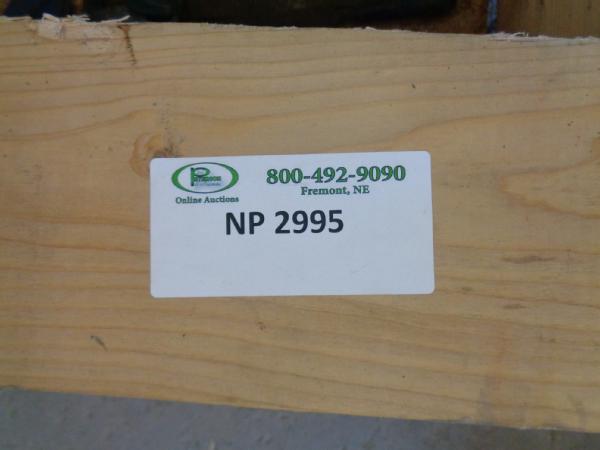 800-492-9090
Fremont, NE
Online Auctions
NP 2995